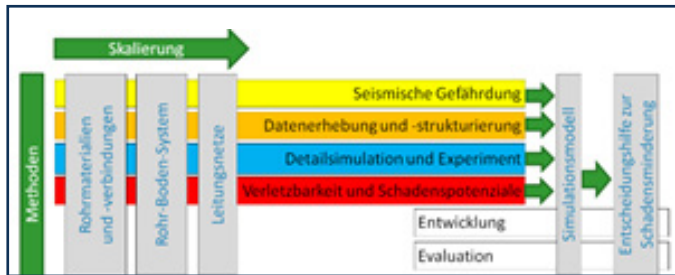 Skalierung
Methoden
Rohrmaterialien
und -verbindungen
Rohr-Boden-System
Leitungsnetze
Seismische Gefährdung
Datenerhebung und -strukturierung
Detailsimulation und Experiment
Verletzbarkeit und Schadenspotenziale
Simulationsmodell
Entscheidungshilfe zur
Schadensminderung
Entwicklung
Evaluation